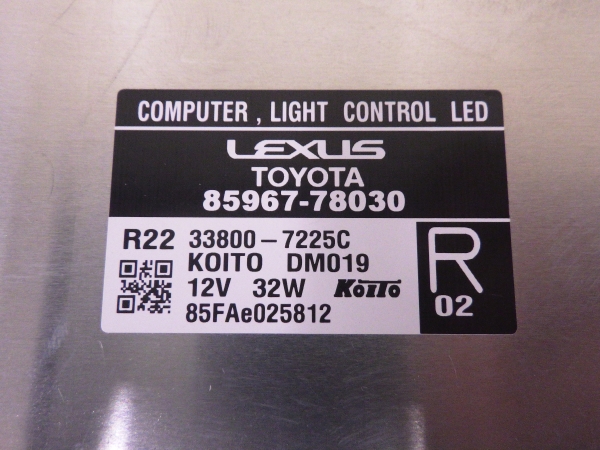 COMPUTER , LIGHT CONTROL LED
LEXUS
TOYOTA
85967-78030
R22 33800-7225C
KOITO DM019
12V 32W KOITO
85FAe025812
R
02